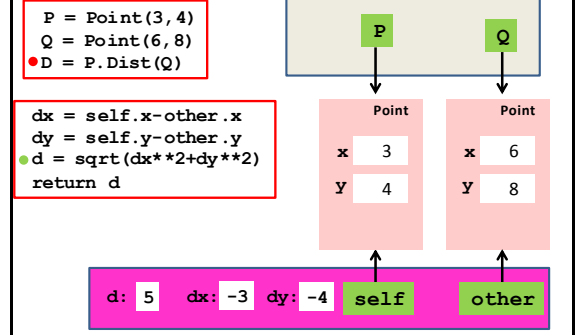 P = Point(3,4)
Q = Point(6,8)
D = P.Dist(Q)
dx = self.x-other.x
dy = self.y-other.y
d = sqrt(dx**2+dy**2)
return d
P Q
Point Point
x 3 x 6
y 4 y 8
d: 5 dx: -3 dy: -4 self other